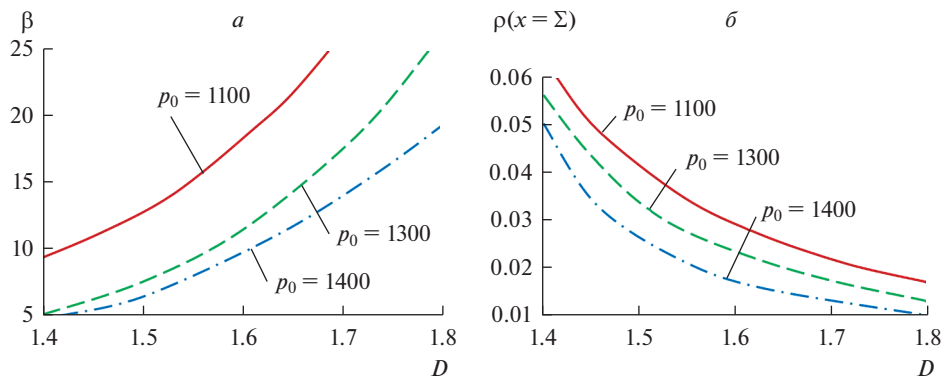 β
а
25
20
15
10
5
p₀ = 1100
p₀ = 1300
p₀ = 1400
1.4 1.5 1.6 1.7 1.8
D
ρ(x = Σ)
б
0.06
0.05
0.04
0.03
0.02
0.01
p₀ = 1100
p₀ = 1300
p₀ = 1400
1.4 1.5 1.6 1.7 1.8
D